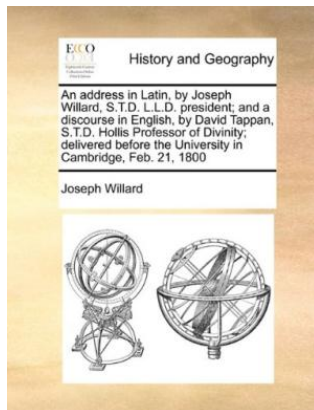 ECCO
History and Geography
An address in Latin, by Joseph
Willard, S.T.D. L.L.D. president; and a
discourse in English, by David Tappan,
S.T.D. Hollis Professor of Divinity;
delivered before the University in
Cambridge, Feb. 21, 1800
Joseph Willard